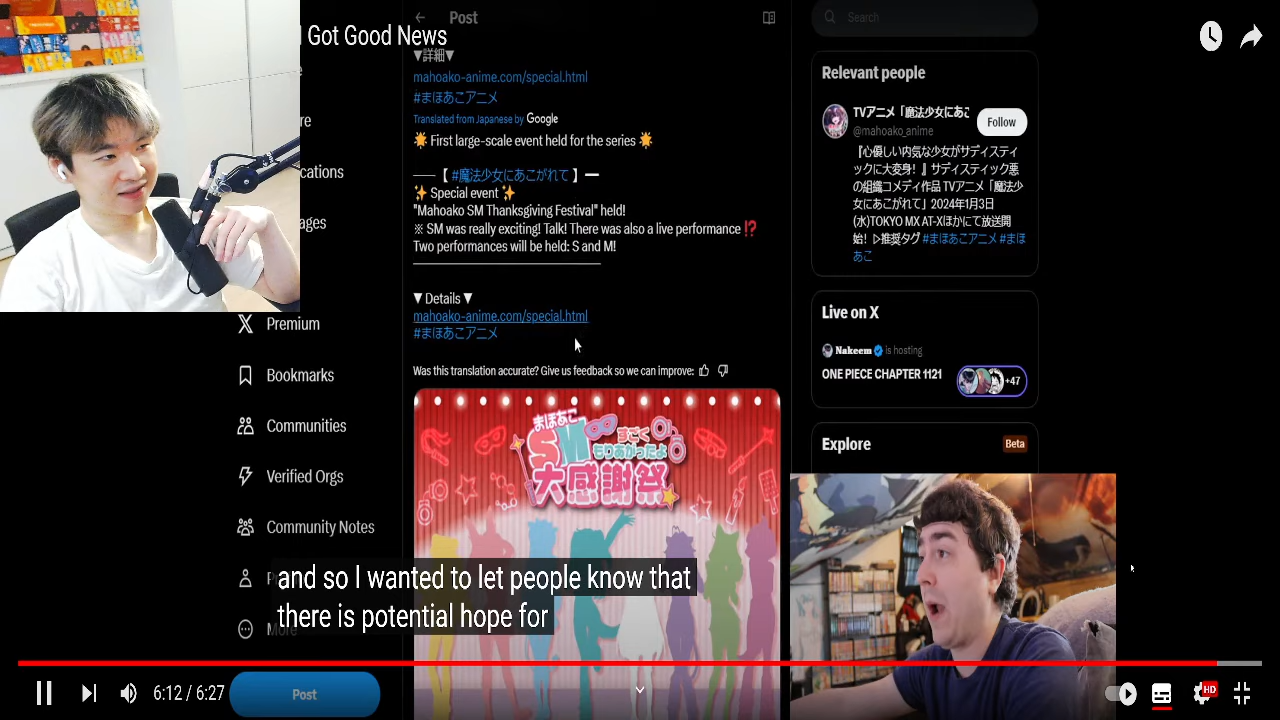 I Got Good News
Post
▼詳細▼
mahoako-anime.com/special.html
#まほあこアニメ
Translated from Japanese by Google
First large-scale event held for the series
—— 【 #魔法少女にあこがれて 】 —
Special event
"Mahoako SM Thanksgiving Festival" held!
※ SM was really exciting! Talk! There was also a live performance ⁉
Two performances will be held: S and M!
▼ Details ▼
mahoako-anime.com/special.html
#まほあこアニメ
Was this translation accurate? Give us feedback so we can improve:
まほあこ
SM すごく
もりあがったよ
大感謝祭
Premium
Bookmarks
Communities
Verified Orgs
Community Notes
More
Post
Search
Relevant people
TVアニメ「魔法少女にあこ
@mahoako_anime
Follow
『心優しい内気な少女がサディスティ
ックに大変身！』サディスティック悪
の組織コメディ作品 TVアニメ「魔法少
女にあこがれて」2024年1月3日
(水)TOKYO MX AT-Xほかにて放送開
始！▷推奨タグ #まほあこアニメ #まほ
あこ
Live on X
Nakeem is hosting
ONE PIECE CHAPTER 1121
+47
Explore
Beta
and so I wanted to let people know that
there is potential hope for
6:12 / 6:27
HD